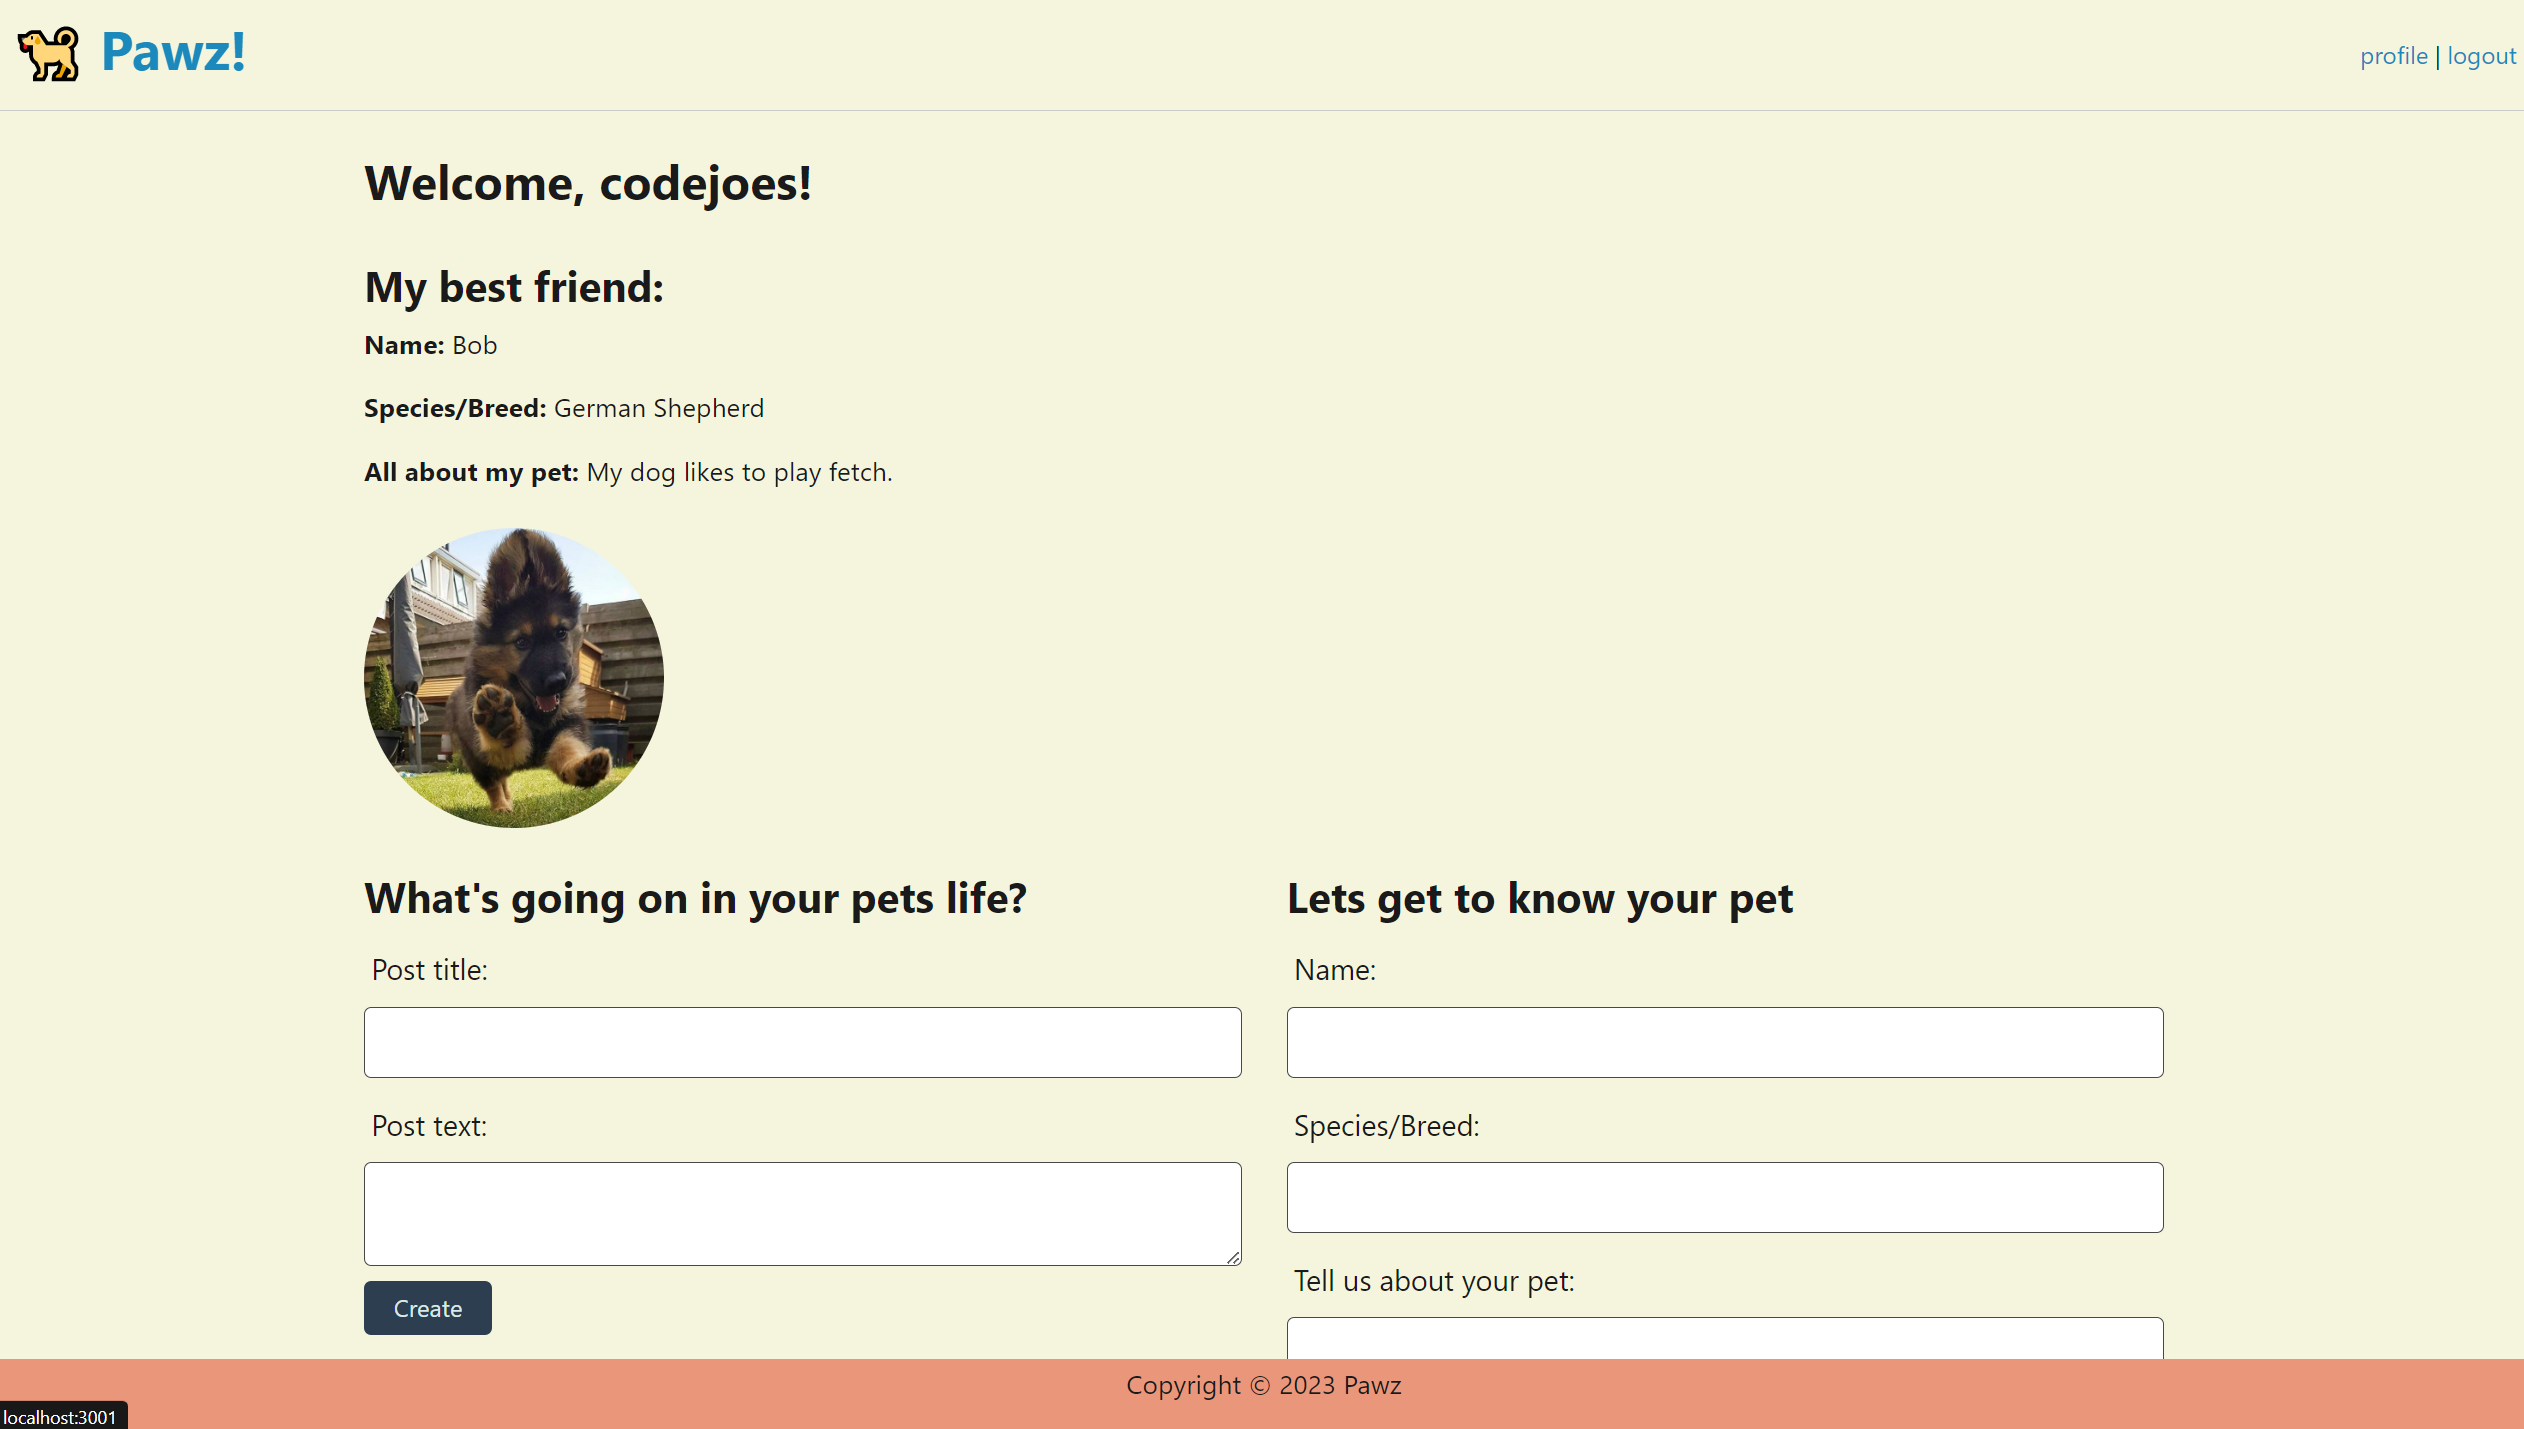 Pawz!
profile | logout
Welcome, codejoes!
My best friend:
Name: Bob
Species/Breed: German Shepherd
All about my pet: My dog likes to play fetch.
What's going on in your pets life?
Post title:
Post text:
Create
Lets get to know your pet
Name:
Species/Breed:
Tell us about your pet:
Copyright © 2023 Pawz
localhost:3001